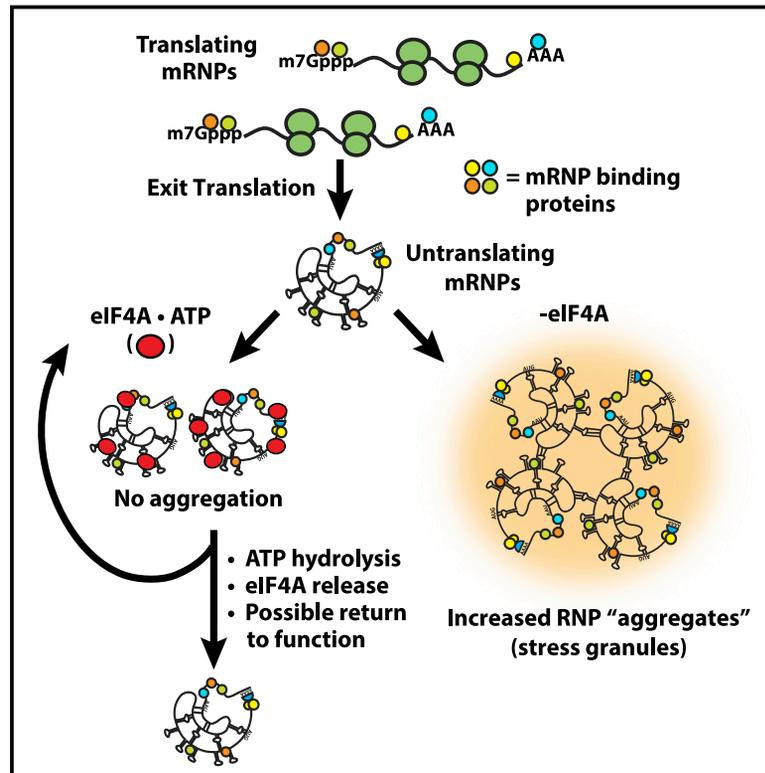 Translating
mRNPs
m7Gppp
AAA
m7Gppp
AAA
Exit Translation
= mRNP binding
proteins
Untranslating
mRNPs
eIF4A • ATP
( )
-eIF4A
No aggregation
• ATP hydrolysis
• eIF4A release
• Possible return
to function
Increased RNP “aggregates”
(stress granules)